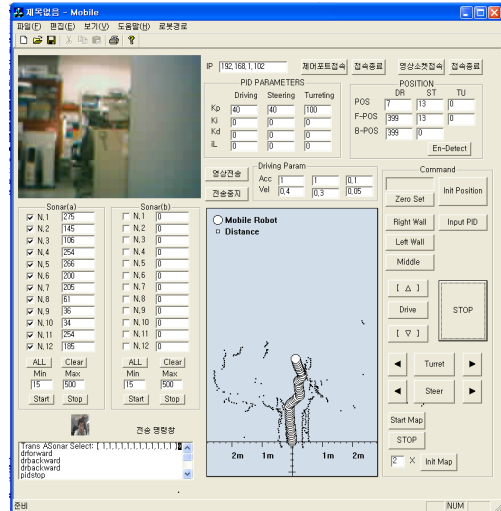 제목없음 - Mobile
파일(F) 편집(E) 보기(V) 도움말(H) 로봇경로
IP 192,168,1,102 제어포트접속 접속종료 영상소켓접속 접속종료
PID PARAMETERS
Driving Steering Turreting
Kp 40 40 100
Ki 0 0 0
Kd 0 0 0
iL 0 0 0
POSITION
DR ST TU
POS 7 13 0
F-POS 399 13 0
B-POS 399 0
En-Detect
영상전송
전송중지
Driving Param
Acc 1 1 0,1
Vel 0,4 0,3 0,05
Command
Zero Set Init Position
Right Wall Input PID
Left Wall
Middle
[ △ ]
Drive STOP
[ ▽ ]
◀ Turret ▶
◀ Steer ▶
Start Map
STOP
2 × Init Map
Sonar(a)
N,1 275
N,2 145
N,3 106
N,4 254
N,5 266
N,6 200
N,7 205
N,8 61
N,9 36
N,10 34
N,11 254
N,12 185
ALL Clear
Min Max
15 500
Start Stop
Sonar(b)
N,1 0
N,2 0
N,3 0
N,4 0
N,5 0
N,6 0
N,7 0
N,8 0
N,9 0
N,10 0
N,11 0
N,12 0
ALL Clear
Min Max
15 500
Start Stop
Mobile Robot
Distance
2m 1m 0 1m 2m
전송 명령창
Trans ASonar Select: [ 1,1,1,1,1,1,1,1,1,1,1,1]
drforward
drbackward
drbackward
pidstop
준비 NUM